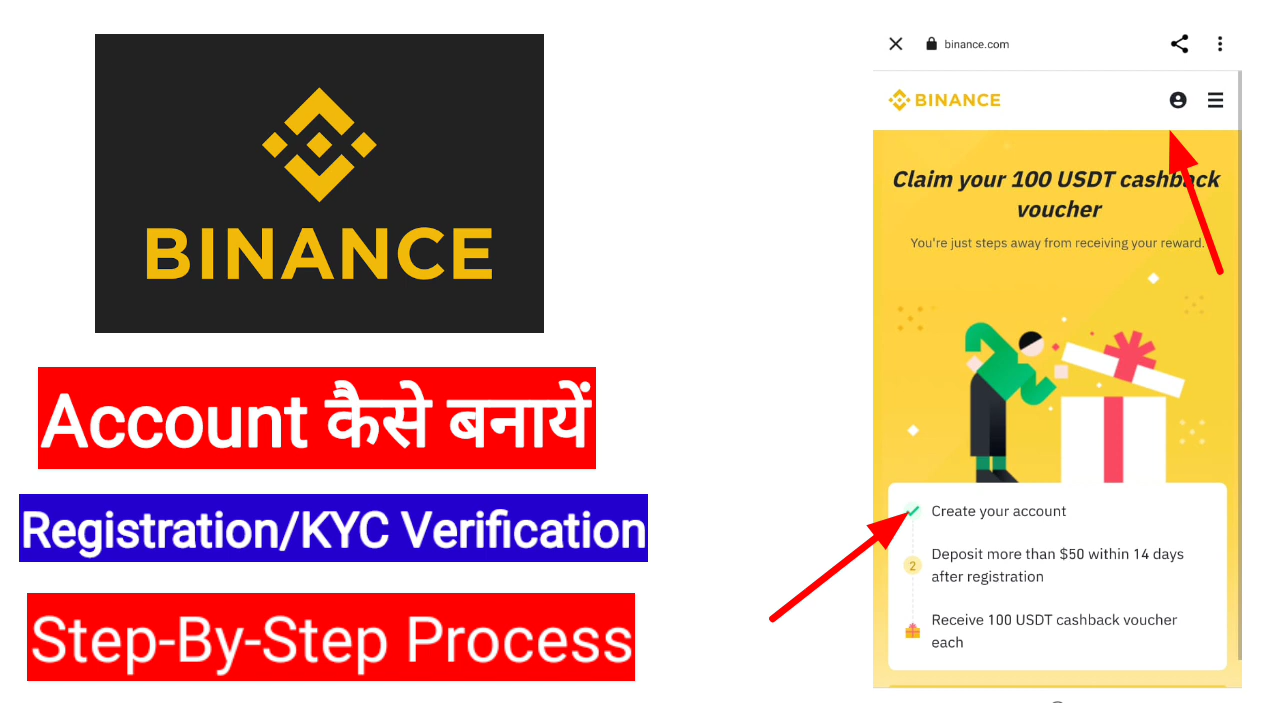 BINANCE
Account कैसे बनायें
Registration/KYC Verification
Step-By-Step Process
binance.com
BINANCE
Claim your 100 USDT cashback
voucher
You're just steps away from receiving your reward.
Create your account
2
Deposit more than $50 within 14 days
after registration
Receive 100 USDT cashback voucher
each